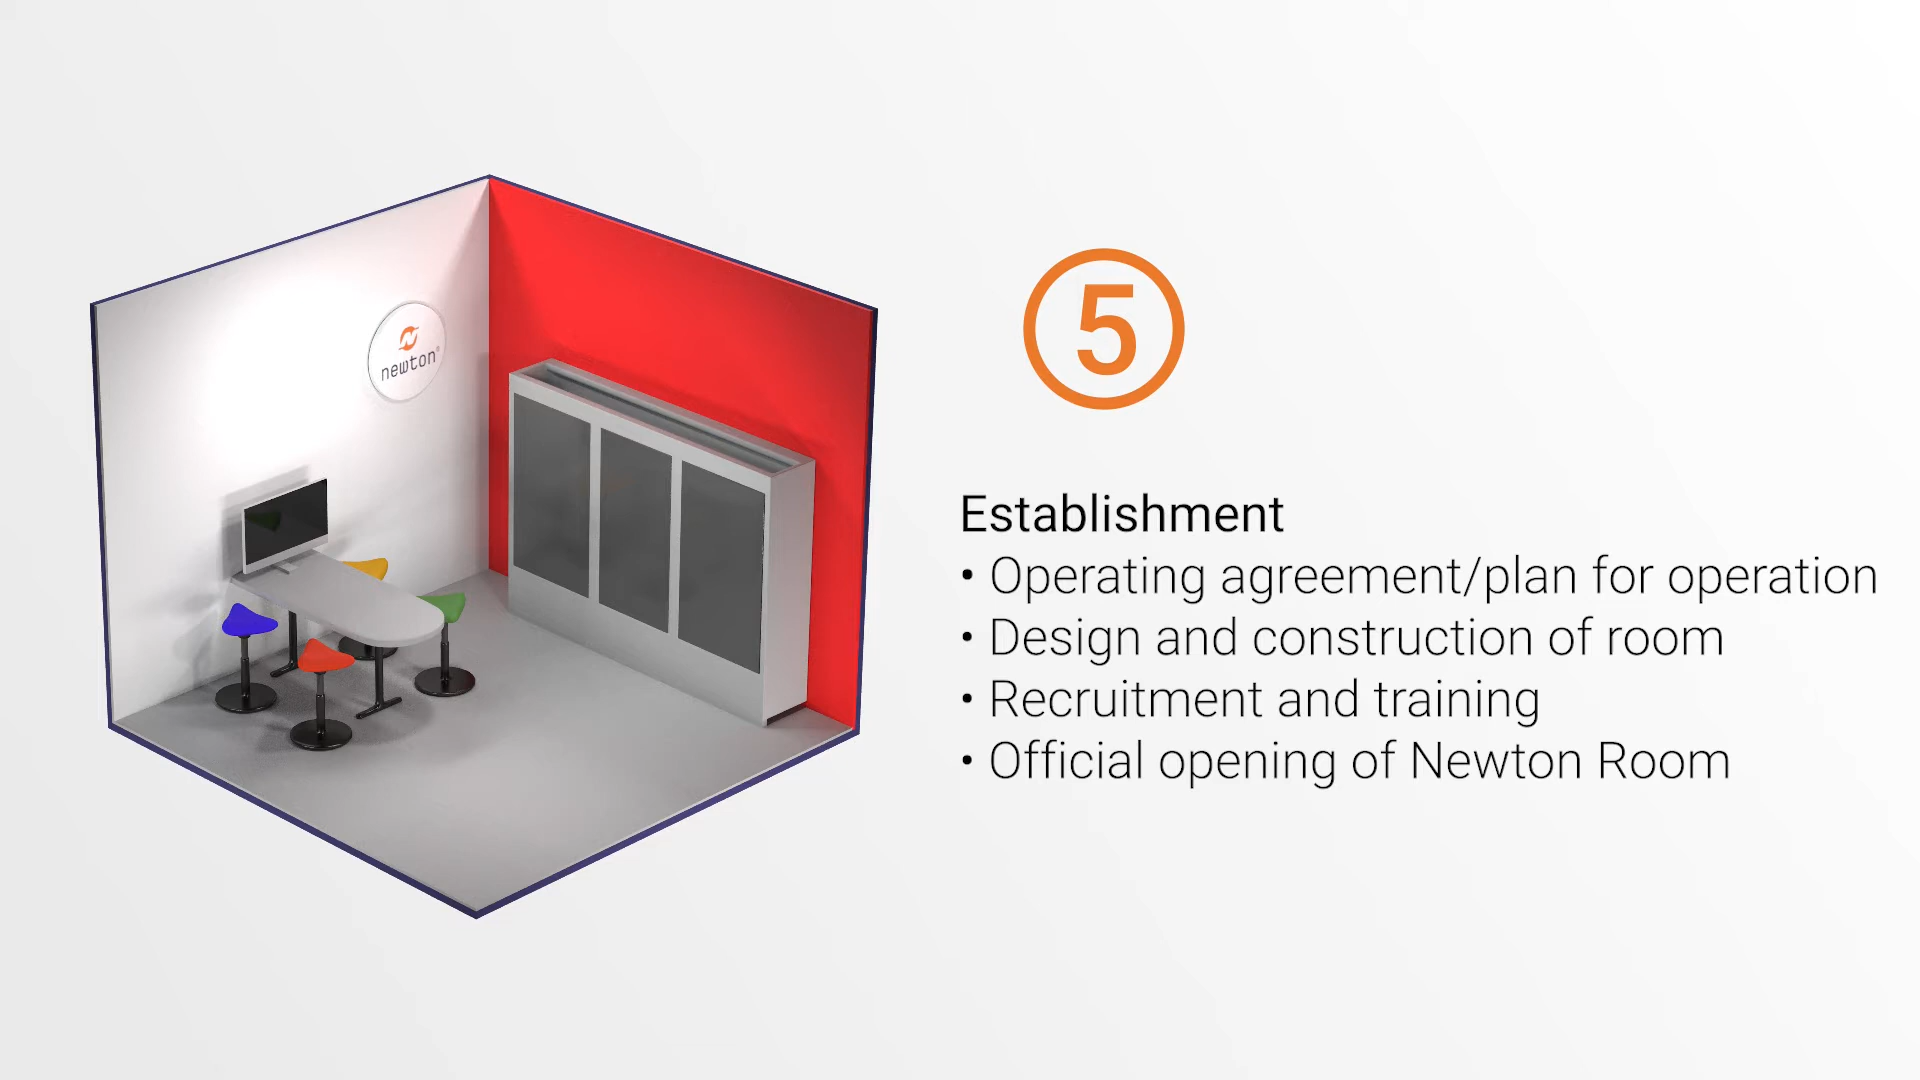 newton®
5
Establishment
• Operating agreement/plan for operation
• Design and construction of room
• Recruitment and training
• Official opening of Newton Room